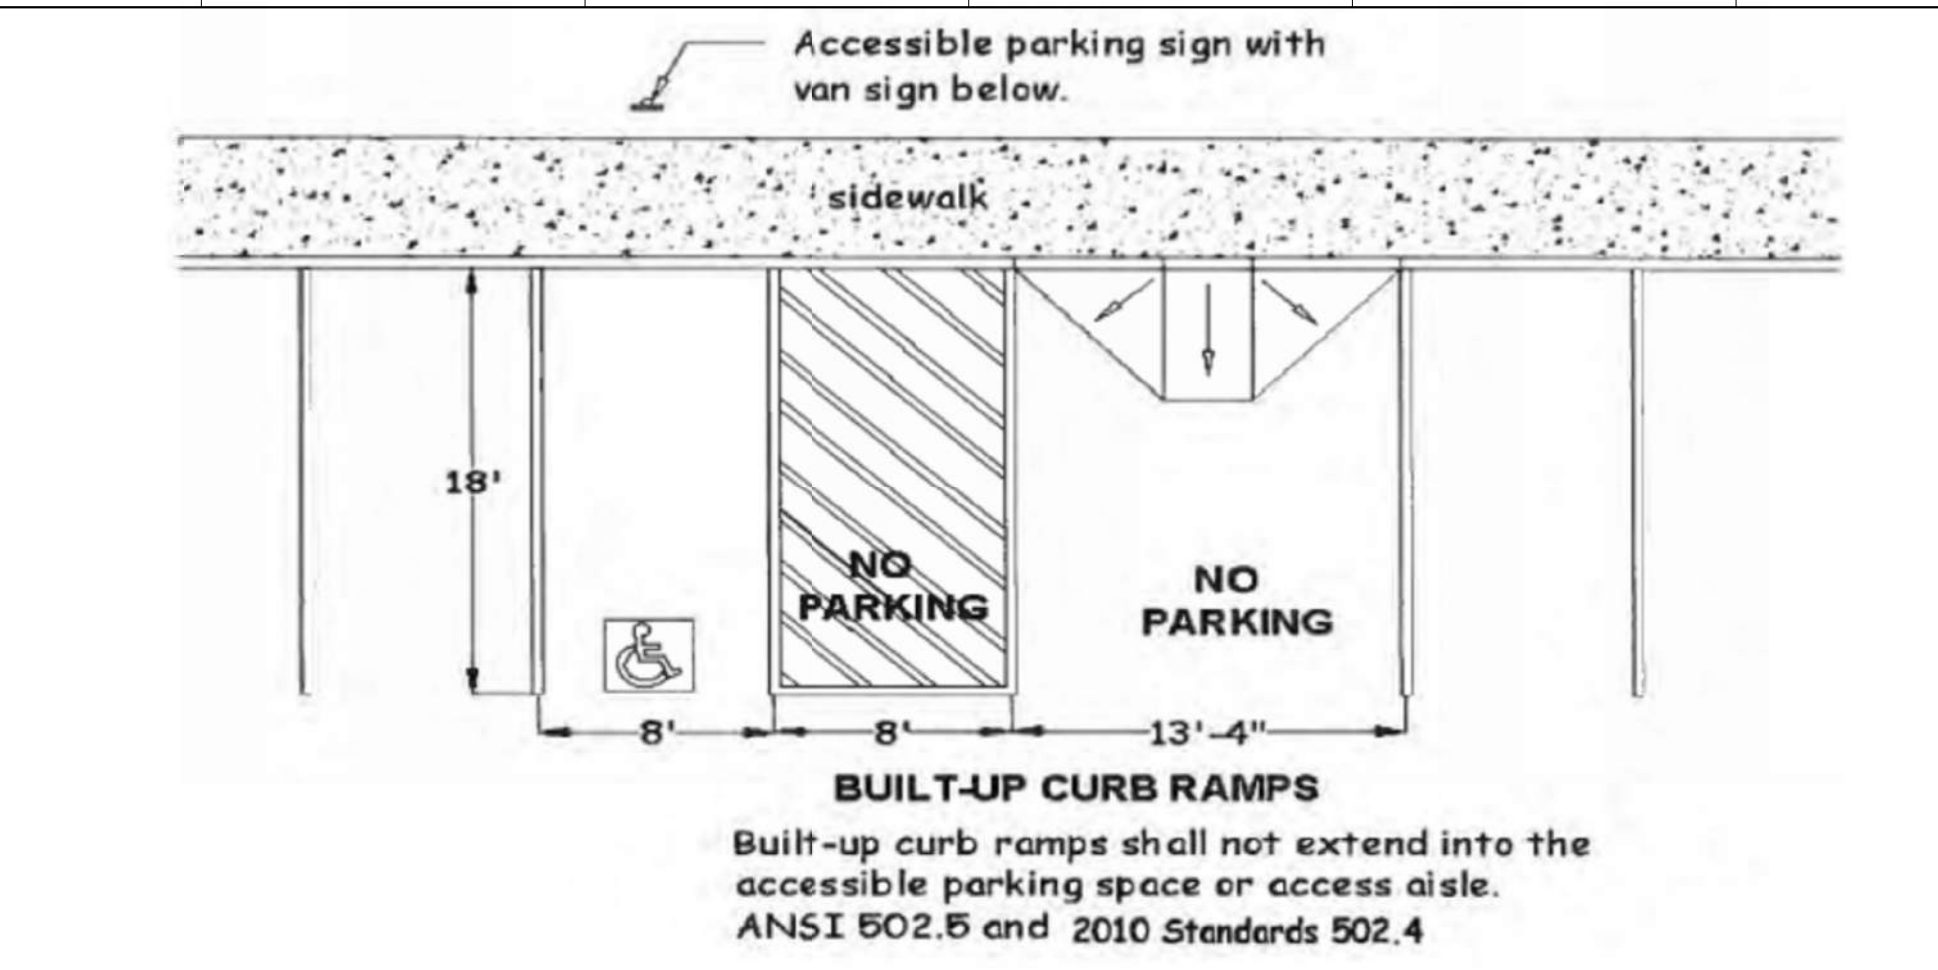 Accessible parking sign with
van sign below.
sidewalk
18'
NO
PARKING
NO
PARKING
8'
8'
13'-4"
BUILT-UP CURB RAMPS
Built-up curb ramps shall not extend into the
accessible parking space or access aisle.
ANSI 502.5 and 2010 Standards 502.4